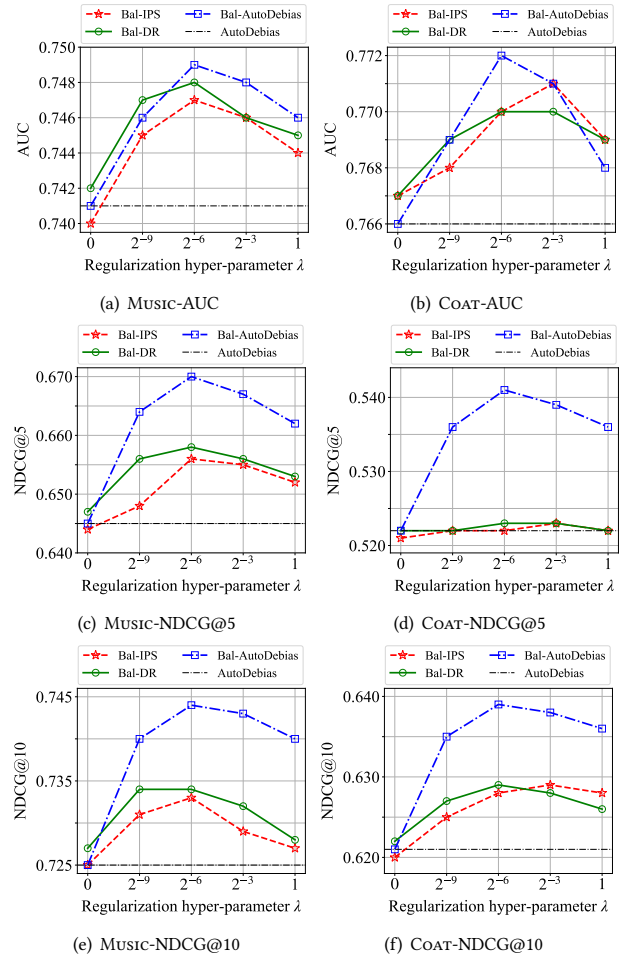 Bal-IPS Bal-AutoDebias
Bal-DR AutoDebias
0.750
0.748
0.746
0.744
0.742
0.740
AUC
0 2⁻⁹ 2⁻⁶ 2⁻³ 1
Regularization hyper-parameter λ
(a) Music-AUC
Bal-IPS Bal-AutoDebias
Bal-DR AutoDebias
0.772
0.770
0.768
0.766
AUC
0 2⁻⁹ 2⁻⁶ 2⁻³ 1
Regularization hyper-parameter λ
(b) Coat-AUC
Bal-IPS Bal-AutoDebias
Bal-DR AutoDebias
0.670
0.660
0.650
0.640
NDCG@5
0 2⁻⁹ 2⁻⁶ 2⁻³ 1
Regularization hyper-parameter λ
(c) Music-NDCG@5
Bal-IPS Bal-AutoDebias
Bal-DR AutoDebias
0.540
0.530
0.520
NDCG@5
0 2⁻⁹ 2⁻⁶ 2⁻³ 1
Regularization hyper-parameter λ
(d) Coat-NDCG@5
Bal-IPS Bal-AutoDebias
Bal-DR AutoDebias
0.745
0.735
0.725
NDCG@10
0 2⁻⁹ 2⁻⁶ 2⁻³ 1
Regularization hyper-parameter λ
(e) Music-NDCG@10
Bal-IPS Bal-AutoDebias
Bal-DR AutoDebias
0.640
0.630
0.620
NDCG@10
0 2⁻⁹ 2⁻⁶ 2⁻³ 1
Regularization hyper-parameter λ
(f) Coat-NDCG@10